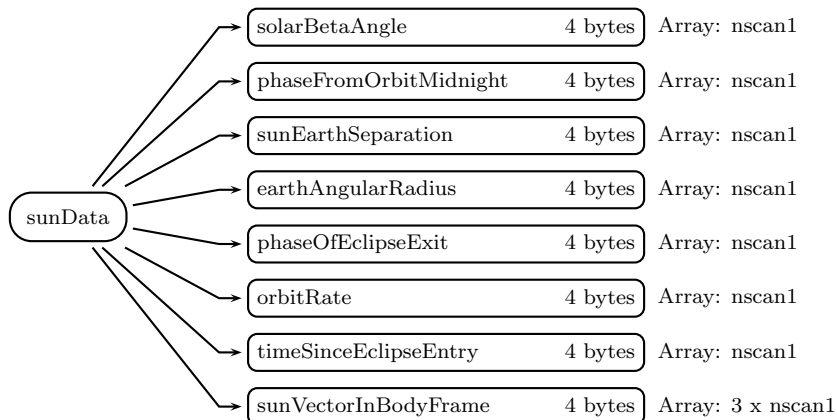 solarBetaAngle 4 bytes Array: nscan1
phaseFromOrbitMidnight 4 bytes Array: nscan1
sunEarthSeparation 4 bytes Array: nscan1
earthAngularRadius 4 bytes Array: nscan1
sunData
phaseOfEclipseExit 4 bytes Array: nscan1
orbitRate 4 bytes Array: nscan1
timeSinceEclipseEntry 4 bytes Array: nscan1
sunVectorInBodyFrame 4 bytes Array: 3 x nscan1